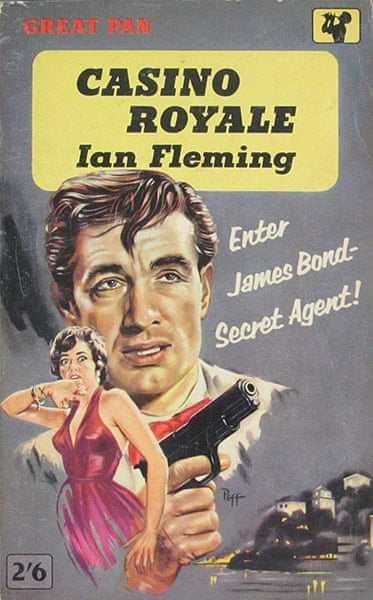 GREAT PAN
CASINO
ROYALE
Ian Fleming
Enter
James Bond-
Secret Agent!
Peff
2'6